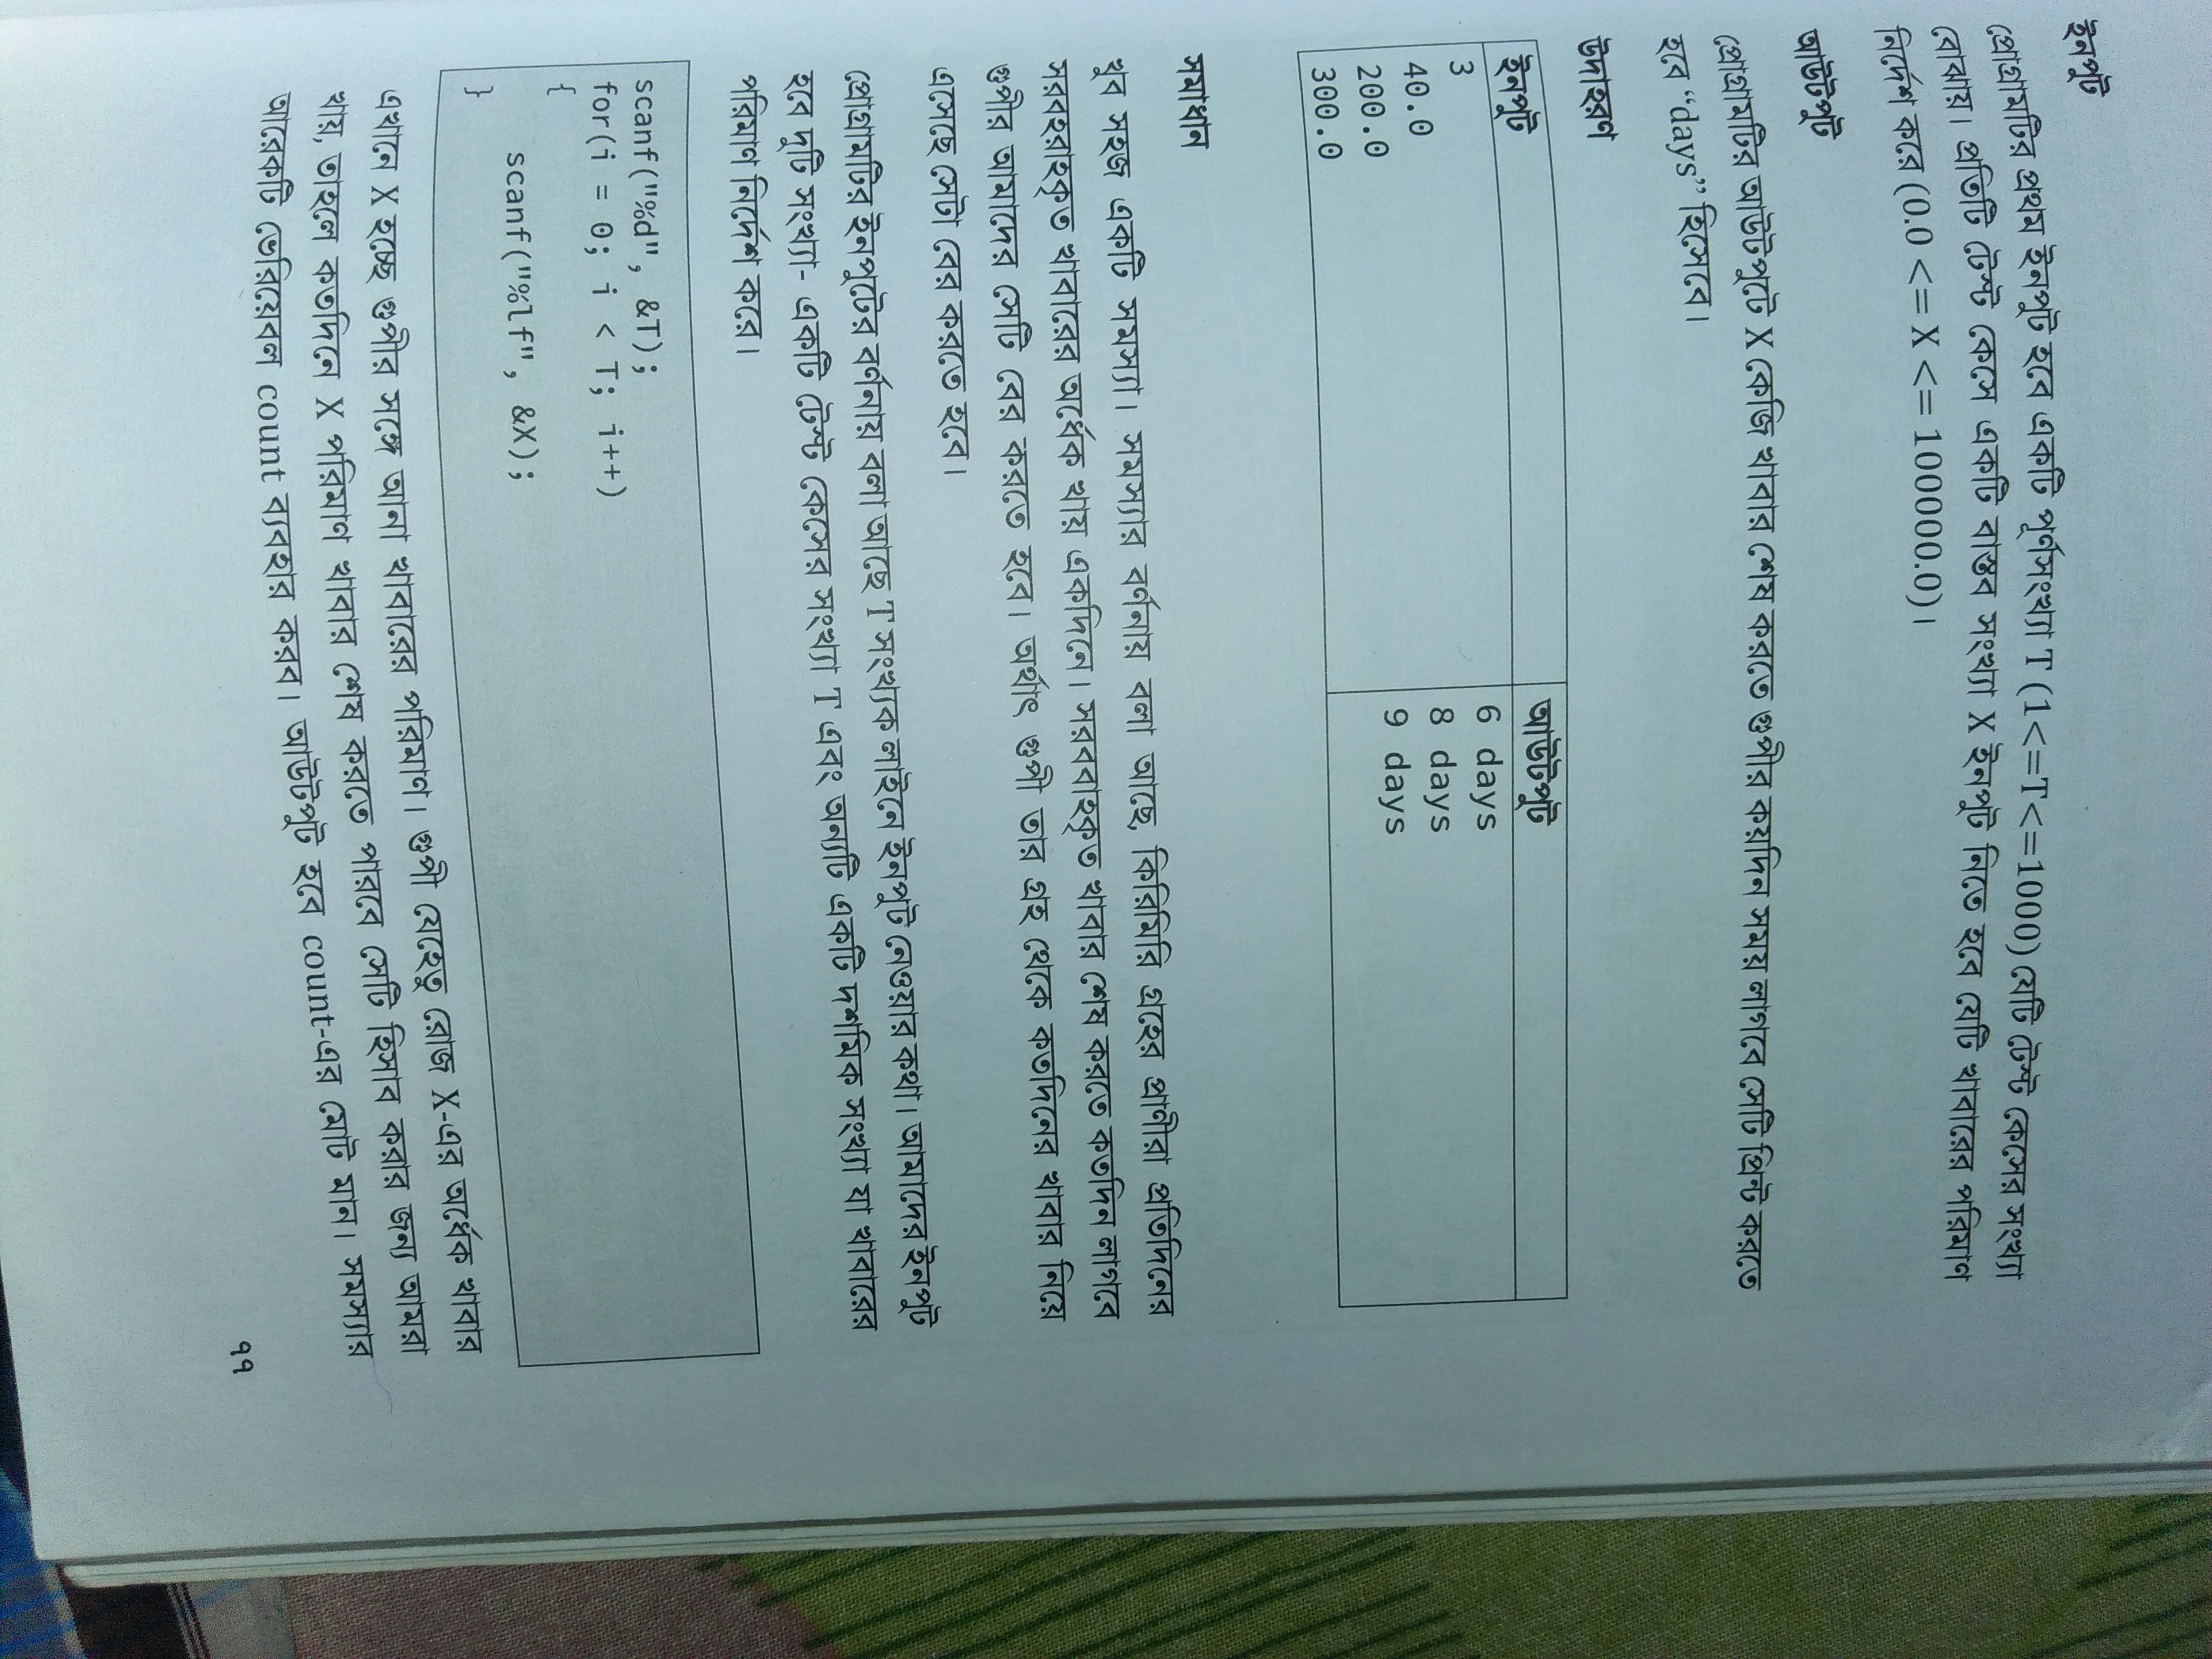 ইনপুট
প্রোগ্রামটির প্রথম ইনপুট হবে একটি পূর্ণসংখ্যা T (1<=T<=1000) যেটি টেস্ট কেসের সংখ্যা
বোঝায়। প্রতিটি টেস্ট কেসে একটি বাস্তব সংখ্যা X ইনপুট নিতে হবে যেটি খাবারের পরিমাণ
নির্দেশ করে (0.0 <= X <= 100000.0)।
আউটপুট
প্রোগ্রামটির আউটপুটে X কেজি খাবার শেষ করতে গুপীর কয়দিন সময় লাগবে সেটি প্রিন্ট করতে
হবে “days” হিসেবে।
উদাহরণ
ইনপুট
3
40.0
200.0
300.0
আউটপুট
6 days
8 days
9 days
সমাধান
খুব সহজ একটি সমস্যা। সমস্যার বর্ণনায় বলা আছে, কিরিমিরি গ্রহের প্রাণীরা প্রতিদিনের
সরবহরাহকৃত খাবারের অর্ধেক খায় একদিনে। সরববাহকৃত খাবার শেষ করতে কতদিন লাগবে
গুপীর আমাদের সেটি বের করতে হবে। অর্থাৎ গুপী তার গ্রহ থেকে কতদিনের খাবার নিয়ে
এসেছে সেটা বের করতে হবে।
প্রোগ্রামটির ইনপুটের বর্ণনায় বলা আছে T সংখ্যক লাইনে ইনপুট নেওয়ার কথা। আমাদের ইনপুট
হবে দুটি সংখ্যা- একটি টেস্ট কেসের সংখ্যা T এবং অন্যটি একটি দশমিক সংখ্যা যা খাবারের
পরিমাণ নির্দেশ করে।
scanf("%d", &T);
for(i = 0; i < T; i++)
{
scanf("%lf", &X);
}
এখানে X হচ্ছে গুপীর সঙ্গে আনা খাবারের পরিমাণ। গুপী যেহেতু রোজ X-এর অর্ধেক খাবার
খায়, তাহলে কতদিনে X পরিমাণ খাবার শেষ করতে পারবে সেটি হিসাব করার জন্য আমরা
আরেকটি ভেরিয়েবল count ব্যবহার করব। আউটপুট হবে count-এর মোট মান। সমস্যার
৭৭